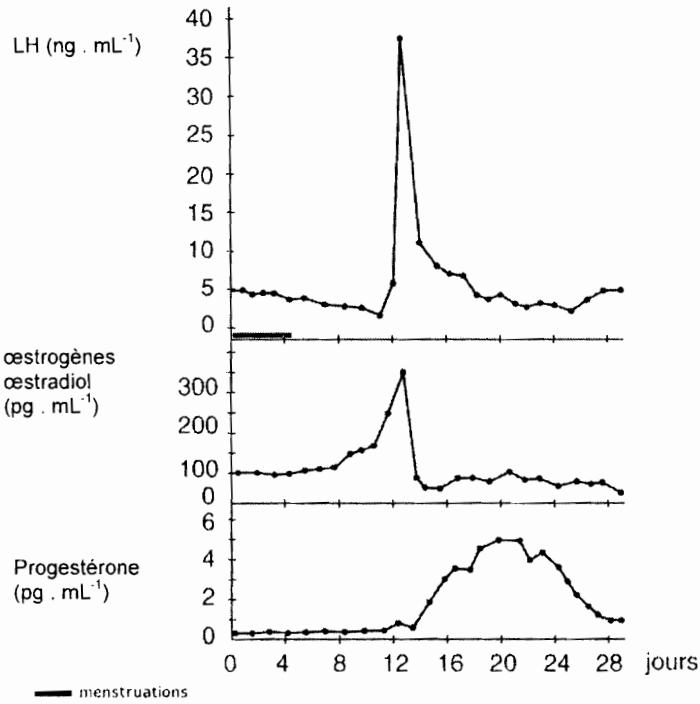 LH (ng . mL-1)
40
35
30
25
20
15
10
5
0
œstrogènes
œstradiol
(pg . mL-1)
300
200
100
0
Progestérone
(pg . mL-1)
6
4
2
0
0 4 8 12 16 20 24 28 jours
menstruations